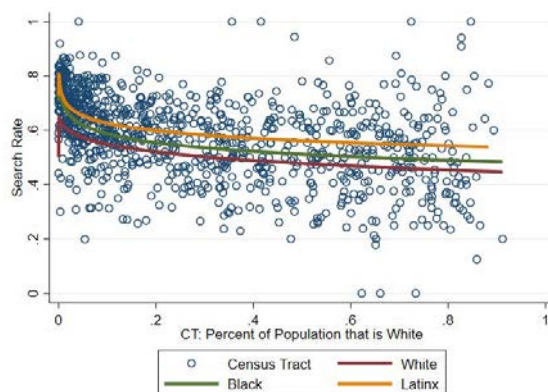 1
.8
.6
.4
.2
0
Search Rate
0 .2 .4 .6 .8 1
CT: Percent of Population that is White
Census Tract White
Black Latinx